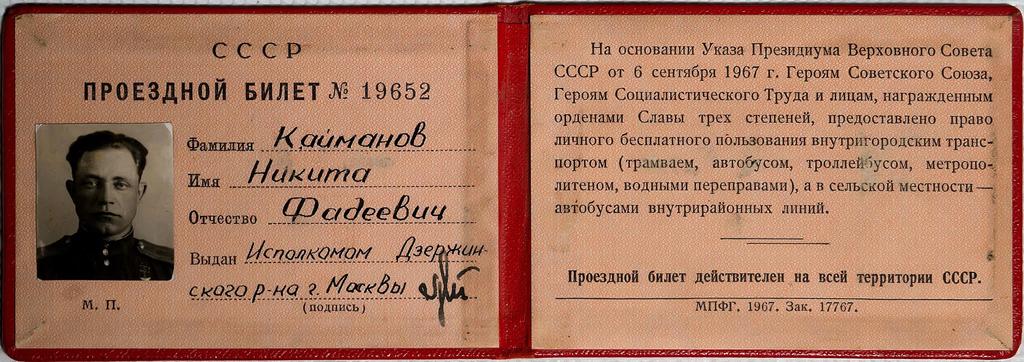 СССР
ПРОЕЗДНОЙ БИЛЕТ № 19652
Фамилия Кайманов
Имя Никита
Отчество Фадеевич
Выдан Исполкомом Дзержин-
ского р-на г. Москвы
М. П.
(подпись)
На основании Указа Президиума Верховного Совета
СССР от 6 сентября 1967 г. Героям Советского Союза,
Героям Социалистического Труда и лицам, награжденным
орденами Славы трех степеней, предоставлено право
личного бесплатного пользования внутригородским транс-
портом (трамваем, автобусом, троллейбусом, метропо-
литеном, водными переправами), а в сельской местности —
автобусами внутрирайонных линий.
Проездной билет действителен на всей территории СССР.
МПФГ. 1967. Зак. 17767.